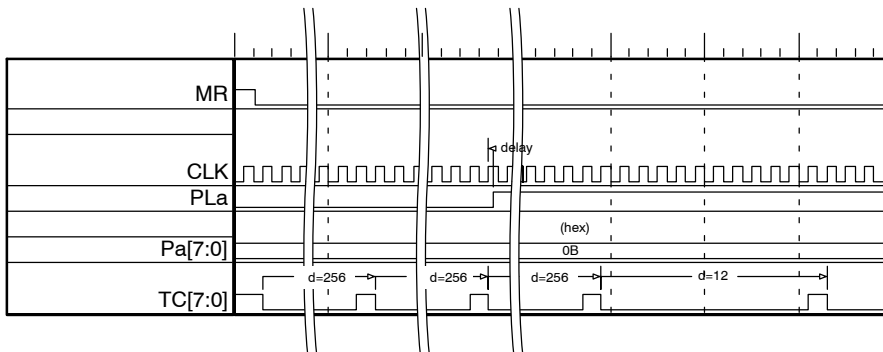 MR
delay
CLK
PLa
(hex)
Pa[7:0]
0B
d=256
d=256
d=256
d=12
TC[7:0]